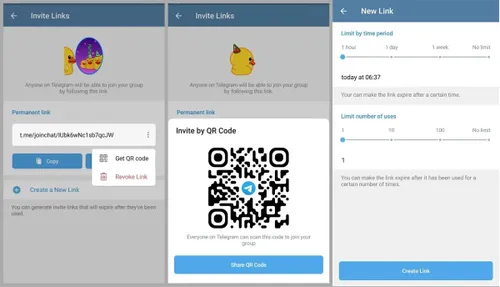 Invite Links
Anyone on Telegram will be able to join your
group by following this link.
Permanent link
t.me/joinchat/IUbk6wNc1sb7qcJW
Copy
Get QR code
Revoke Link
Create a New Link
You can generate invite links that will expire after they've been
used.
Invite Links
Anyone on Telegram will be able to join your group
by following this link.
Permanent link
Invite by QR Code
Everyone on Telegram can scan this code to join your
group
Share QR Code
New Link
Limit by time period
1 hour
1 day
1 week
No limit
today at 06:37
Your can make the link expire after a certain time.
Limit number of uses
1
10
100
No limit
1
You can make the link expire after it has been used for a
certain number of times.
Create Link